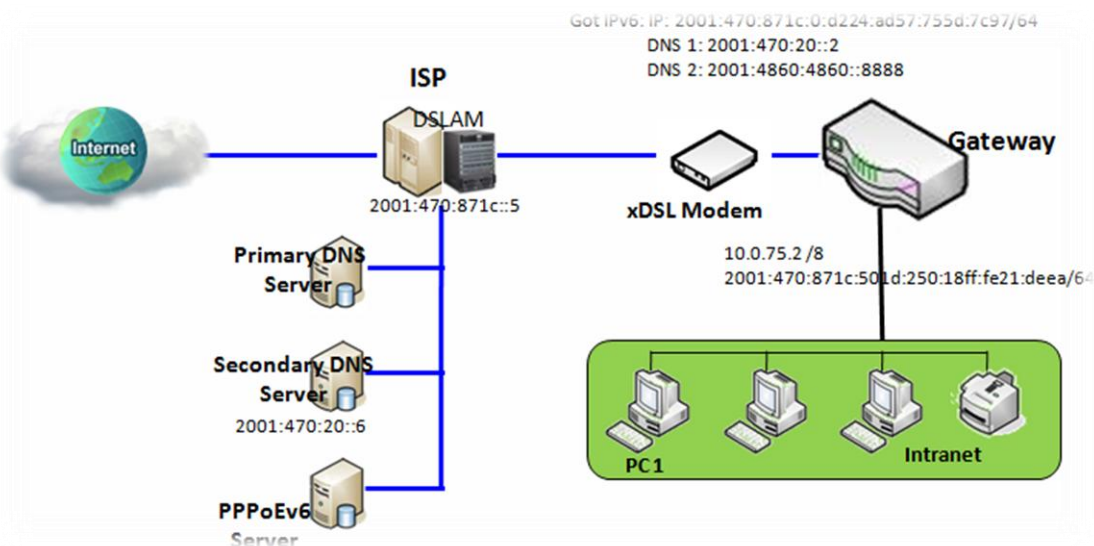 Got IPv6: IP: 2001:470:871c:0:d224:ad57:755d:7c97/64
DNS 1: 2001:470:20::2
DNS 2: 2001:4860:4860::8888
ISP
DSLAM
Internet
Gateway
2001:470:871c::5
xDSL Modem
Primary DNS
Server
10.0.75.2 /8
2001:470:871c:501d:250:18ff:fe21:deea/64
Secondary DNS
Server
2001:470:20::6
PC1
Intranet
PPPoEv6
Server